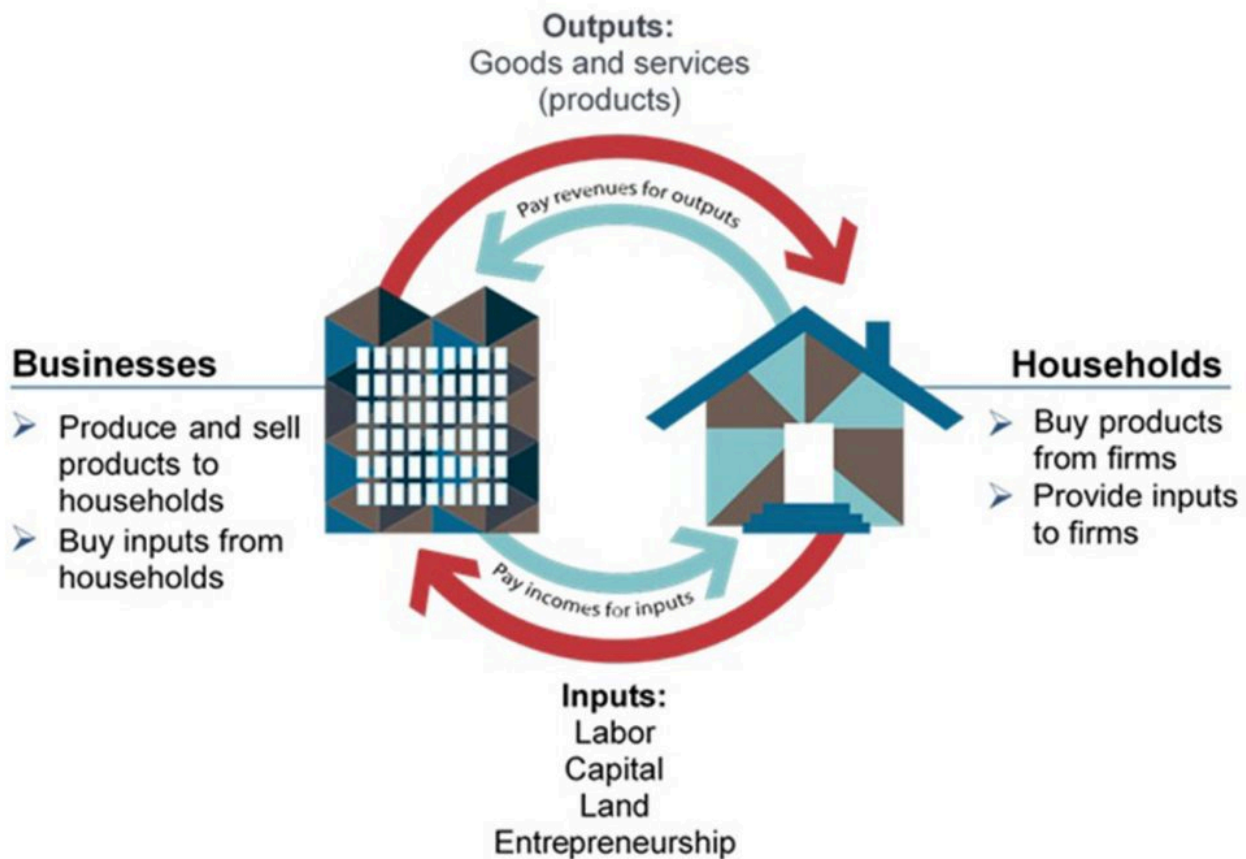 Outputs:
Goods and services
(products)
Pay revenues for outputs
Businesses
➢ Produce and sell
products to
households
➢ Buy inputs from
households
Households
➢ Buy products
from firms
➢ Provide inputs
to firms
Pay incomes for inputs
Inputs:
Labor
Capital
Land
Entrepreneurship